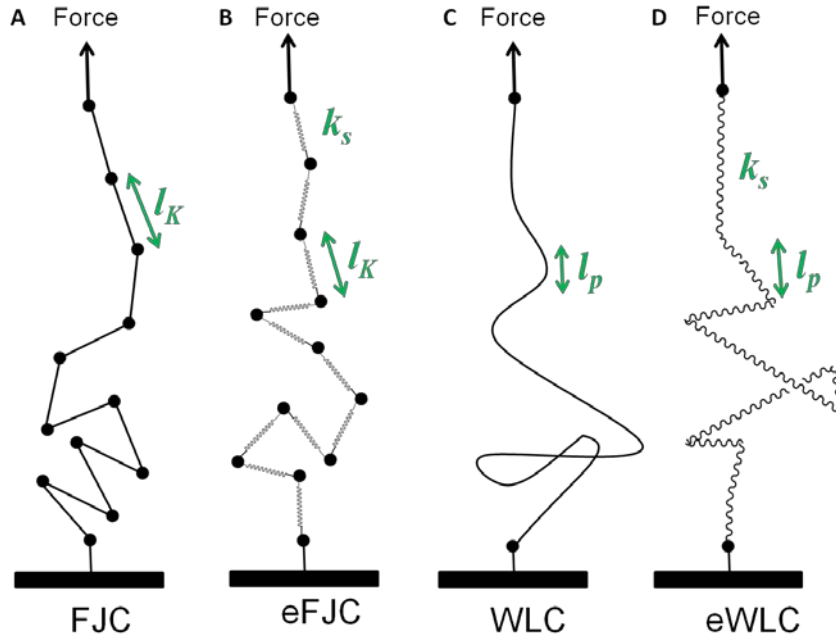 A Force
B Force
C Force
D Force
l_K
k_s
l_K
l_p
k_s
l_p
FJC
eFJC
WLC
eWLC